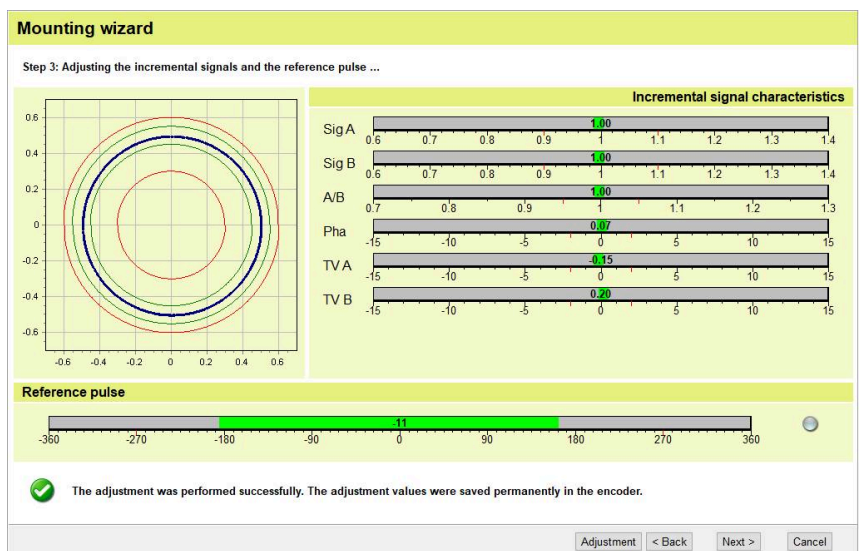 Mounting wizard
Step 3: Adjusting the incremental signals and the reference pulse ...
Incremental signal characteristics
0.6
0.4
0.2
0
-0.2
-0.4
-0.6
-0.6 -0.4 -0.2 0 0.2 0.4 0.6
Sig A 1.00
0.6 0.7 0.8 0.9 1 1.1 1.2 1.3 1.4
Sig B 1.00
0.6 0.7 0.8 0.9 1 1.1 1.2 1.3 1.4
A/B 1.00
0.7 0.8 0.9 1 1.1 1.2 1.3
Pha 0.07
-15 -10 -5 0 5 10 15
TV A -0.15
-15 -10 -5 0 5 10 15
TV B 0.20
-15 -10 -5 0 5 10 15
Reference pulse
-11
-360 -270 -180 -90 0 90 180 270 360
The adjustment was performed successfully. The adjustment values were saved permanently in the encoder.
Adjustment < Back Next > Cancel